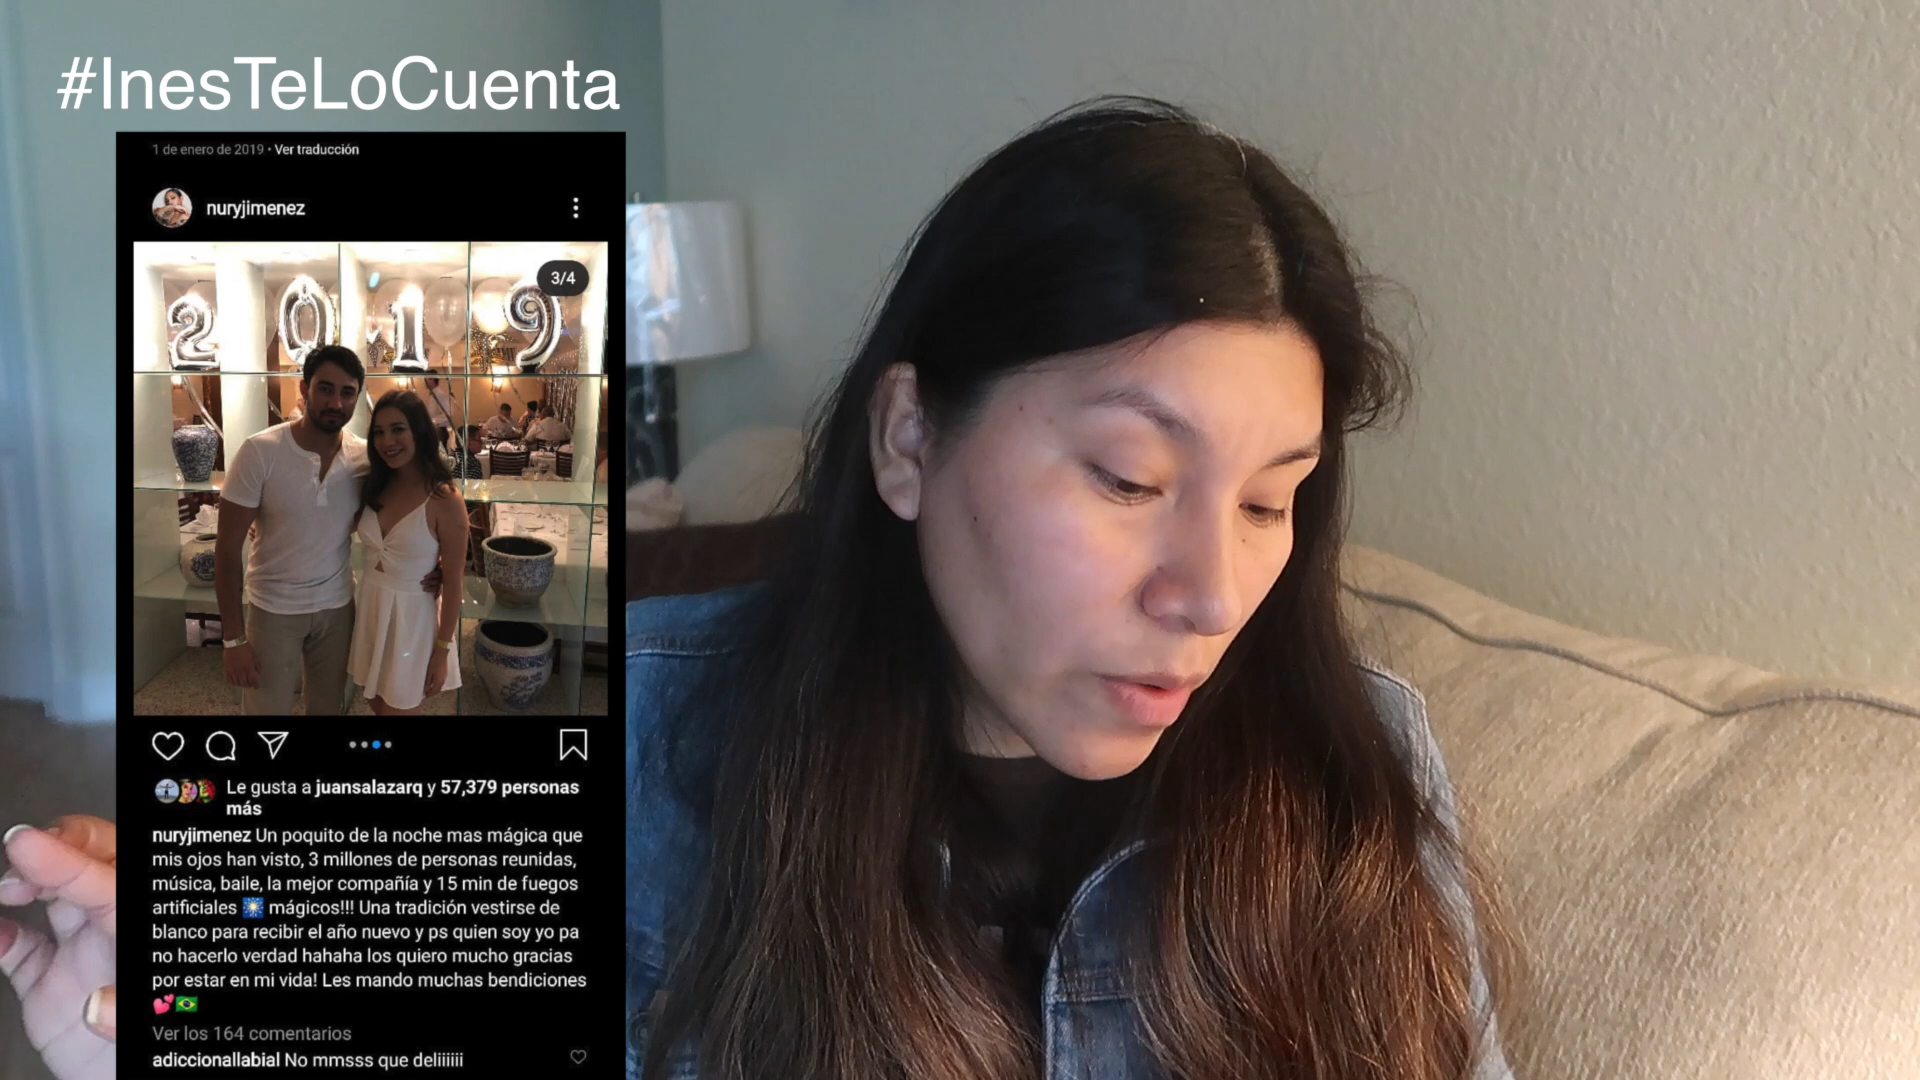 #InesTeLoCuenta
1 de enero de 2019 • Ver traducción
nuryjimenez
3/4
2019
Le gusta a juansalazarq y 57,379 personas
más
nuryjimenez Un poquito de la noche mas mágica que
mis ojos han visto, 3 millones de personas reunidas,
música, baile, la mejor compañía y 15 min de fuegos
artificiales 🎆 mágicos!!! Una tradición vestirse de
blanco para recibir el año nuevo y ps quien soy yo pa
no hacerlo verdad hahaha los quiero mucho gracias
por estar en mi vida! Les mando muchas bendiciones
💕🇧🇷
Ver los 164 comentarios
adiccionallabial No mmsss que deliiiiii